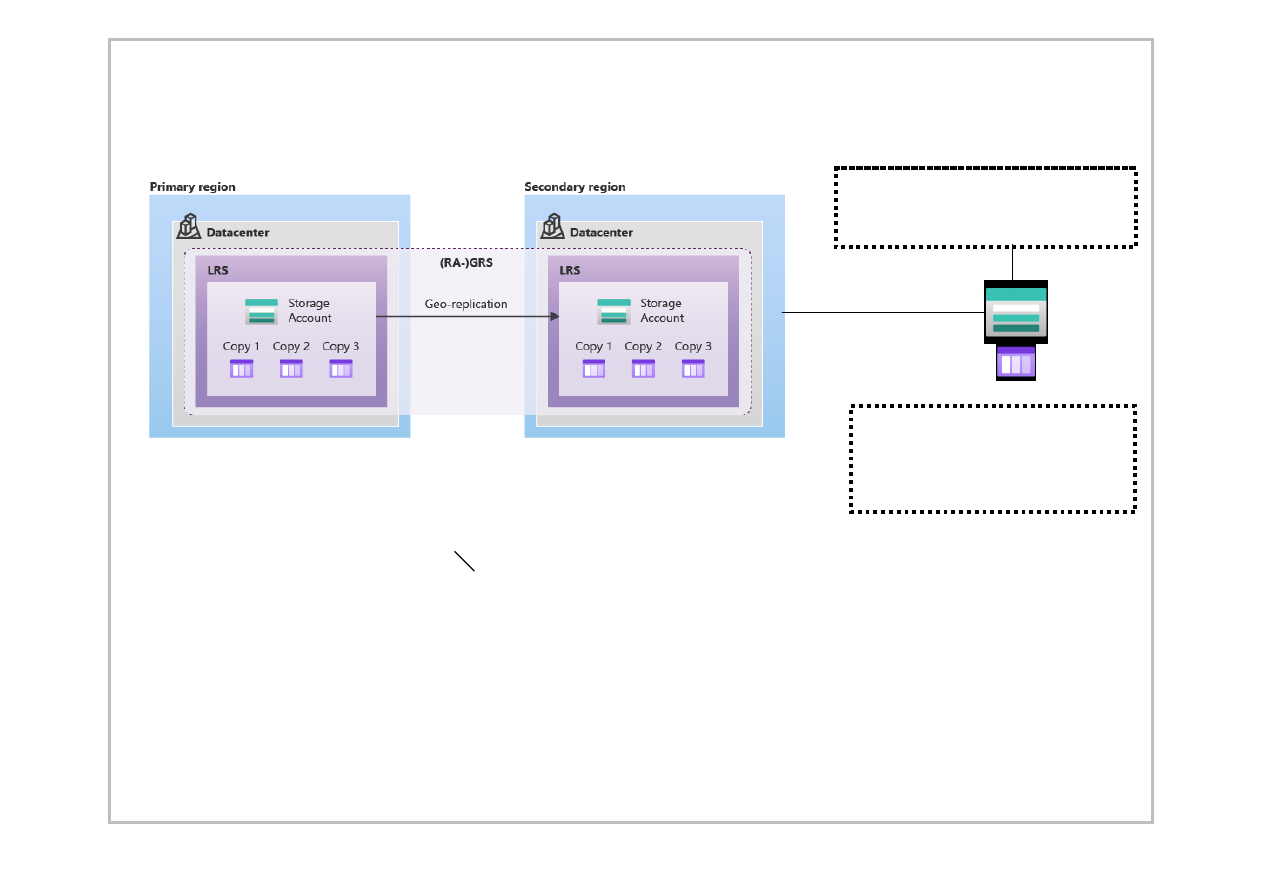 Primary region
Secondary region
Datacenter
Datacenter
(RA-)GRS
LRS
LRS
Storage
Account
Geo-replication
Storage
Account
Copy 1 Copy 2 Copy 3
Copy 1 Copy 2 Copy 3